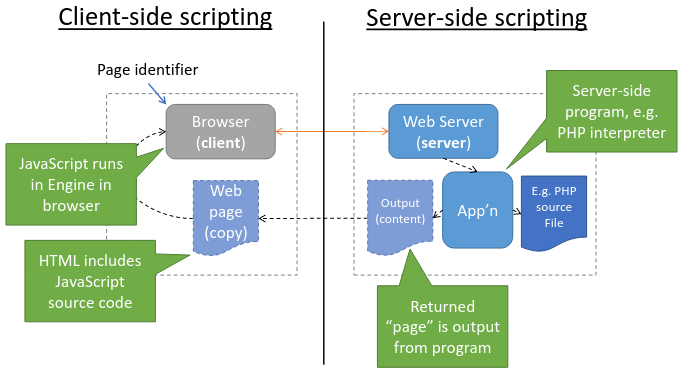 Client-side scripting
Server-side scripting
Page identifier
Browser
(client)
Web Server
(server)
Server-side
program, e.g.
PHP interpreter
JavaScript runs
in Engine in
browser
Web
page
(copy)
Output
(content)
App’n
E.g. PHP
source
File
HTML includes
JavaScript
source code
Returned
“page” is output
from program